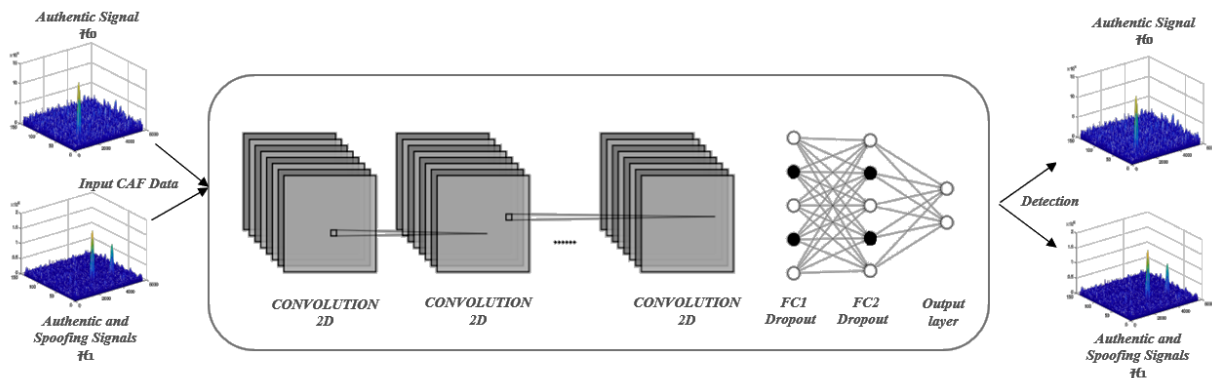 Authentic Signal
H0
Input CAF Data
Authentic and
Spoofing Signals
H1
......
CONVOLUTION
2D
CONVOLUTION
2D
CONVOLUTION
2D
FC1
Dropout
FC2
Dropout
Output
layer
Detection
Authentic Signal
H0
Authentic and
Spoofing Signals
H1